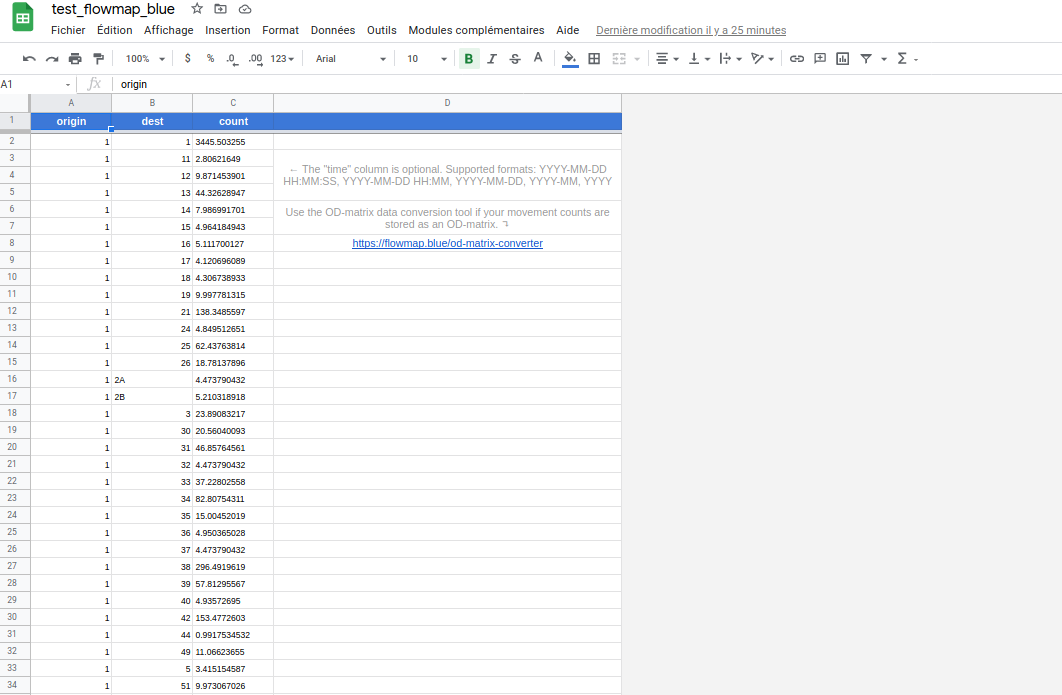 test_flowmap_blue
Fichier Édition Affichage Insertion Format Données Outils Modules complémentaires Aide Dernière modification il y a 25 minutes
100% $ % .0 .00 123 Arial 10 B I S A Σ
A1 fx origin
A B C D
1 origin dest count
2 1 1 3445.503255
3 1 11 2.80621649
← The "time" column is optional. Supported formats: YYYY-MM-DD
4 1 12 9.871453901
HH:MM:SS, YYYY-MM-DD HH:MM, YYYY-MM-DD, YYYY-MM, YYYY
5 1 13 44.32628947
6 1 14 7.986991701 Use the OD-matrix data conversion tool if your movement counts are
7 1 15 4.964184943 stored as an OD-matrix. ⤵
8 1 16 5.111700127 https://flowmap.blue/od-matrix-converter
9 1 17 4.120696089
10 1 18 4.306738933
11 1 19 9.997781315
12 1 21 138.3485597
13 1 24 4.849512651
14 1 25 62.43763814
15 1 26 18.78137896
16 1 2A 4.473790432
17 1 2B 5.210318918
18 1 3 23.89083217
19 1 30 20.56040093
20 1 31 46.85764561
21 1 32 4.473790432
22 1 33 37.22802558
23 1 34 82.80754311
24 1 35 15.00452019
25 1 36 4.950365028
26 1 37 4.473790432
27 1 38 296.4919619
28 1 39 57.81295567
29 1 40 4.93572695
30 1 42 153.4772603
31 1 44 0.9917534532
32 1 49 11.06623655
33 1 5 3.415154587
34 1 51 9.973067026